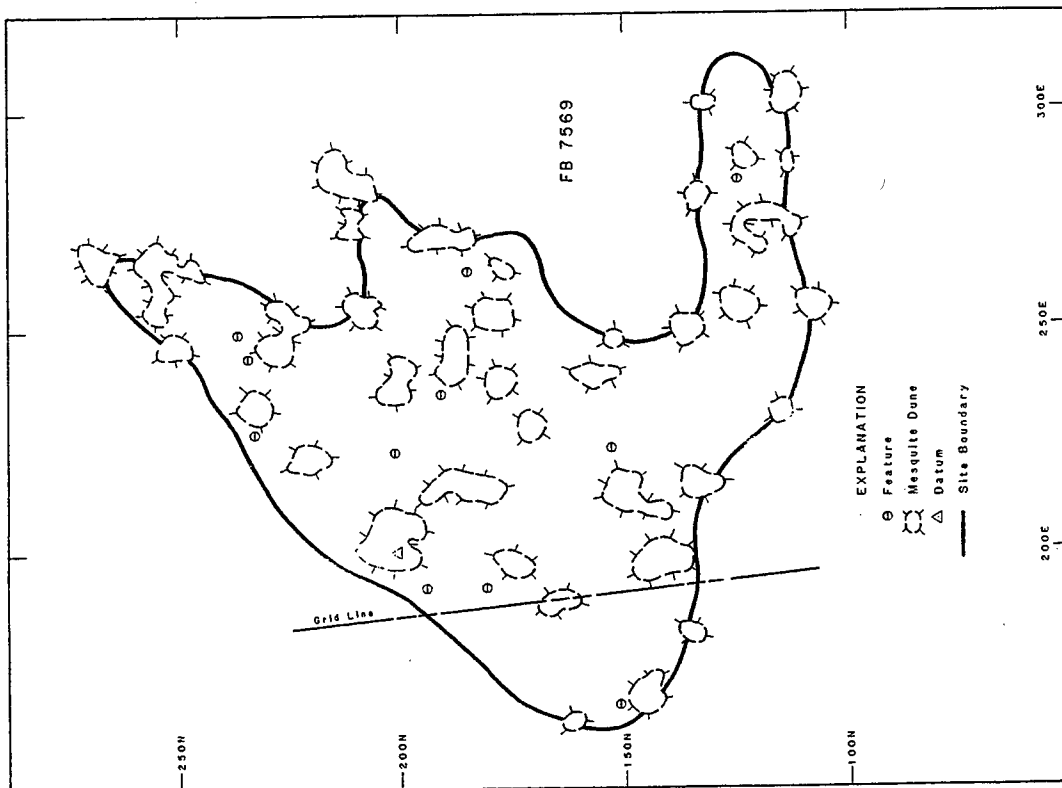 250N
200N
150N
100N
300E
250E
200E
FB 7569
Grid Line
EXPLANATION
Feature
Mesquite Dune
Datum
Site Boundary